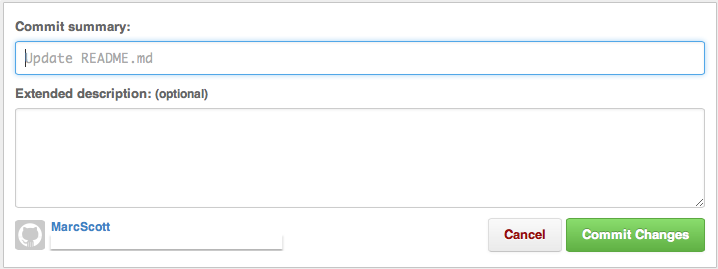 Commit summary:
Update README.md
Extended description: (optional)
MarcScott
Cancel
Commit Changes